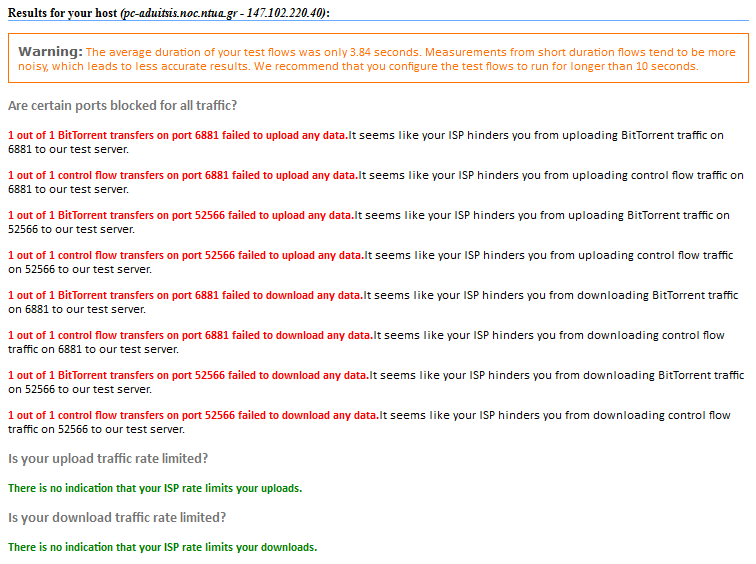 Results for your host (pc-aduitsis.noc.ntua.gr - 147.102.220.40):
Warning: The average duration of your test flows was only 3.84 seconds. Measurements from short duration flows tend to be more
noisy, which leads to less accurate results. We recommend that you configure the test flows to run for longer than 10 seconds.
Are certain ports blocked for all traffic?
1 out of 1 BitTorrent transfers on port 6881 failed to upload any data.It seems like your ISP hinders you from uploading BitTorrent traffic on
6881 to our test server.
1 out of 1 control flow transfers on port 6881 failed to upload any data.It seems like your ISP hinders you from uploading control flow traffic on
6881 to our test server.
1 out of 1 BitTorrent transfers on port 52566 failed to upload any data.It seems like your ISP hinders you from uploading BitTorrent traffic on
52566 to our test server.
1 out of 1 control flow transfers on port 52566 failed to upload any data.It seems like your ISP hinders you from uploading control flow traffic
on 52566 to our test server.
1 out of 1 BitTorrent transfers on port 6881 failed to download any data.It seems like your ISP hinders you from downloading BitTorrent traffic
on 6881 to our test server.
1 out of 1 control flow transfers on port 6881 failed to download any data.It seems like your ISP hinders you from downloading control flow
traffic on 6881 to our test server.
1 out of 1 BitTorrent transfers on port 52566 failed to download any data.It seems like your ISP hinders you from downloading BitTorrent traffic
on 52566 to our test server.
1 out of 1 control flow transfers on port 52566 failed to download any data.It seems like your ISP hinders you from downloading control flow
traffic on 52566 to our test server.
Is your upload traffic rate limited?
There is no indication that your ISP rate limits your uploads.
Is your download traffic rate limited?
There is no indication that your ISP rate limits your downloads.